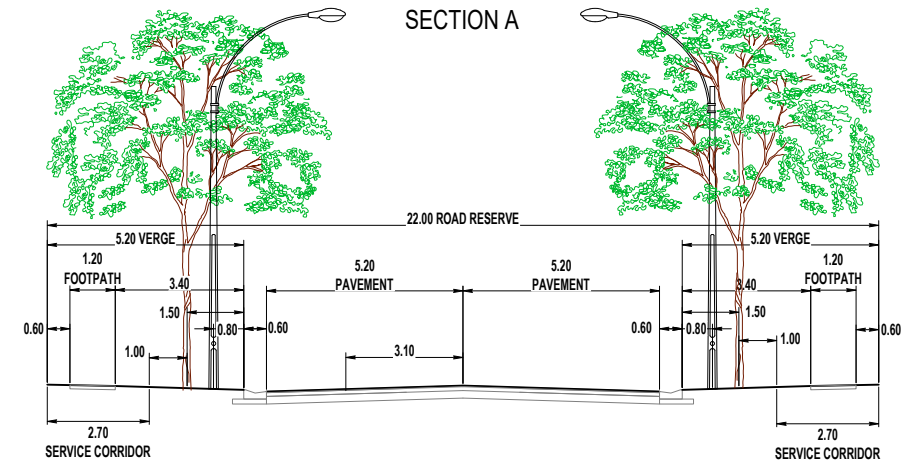 SECTION A
22.00 ROAD RESERVE
5.20 VERGE
5.20 VERGE
1.20
FOOTPATH
3.40
5.20
PAVEMENT
5.20
PAVEMENT
3.40
1.20
FOOTPATH
1.50
1.50
0.60
0.80
0.60
0.60
0.80
0.60
1.00
3.10
1.00
2.70
SERVICE CORRIDOR
2.70
SERVICE CORRIDOR